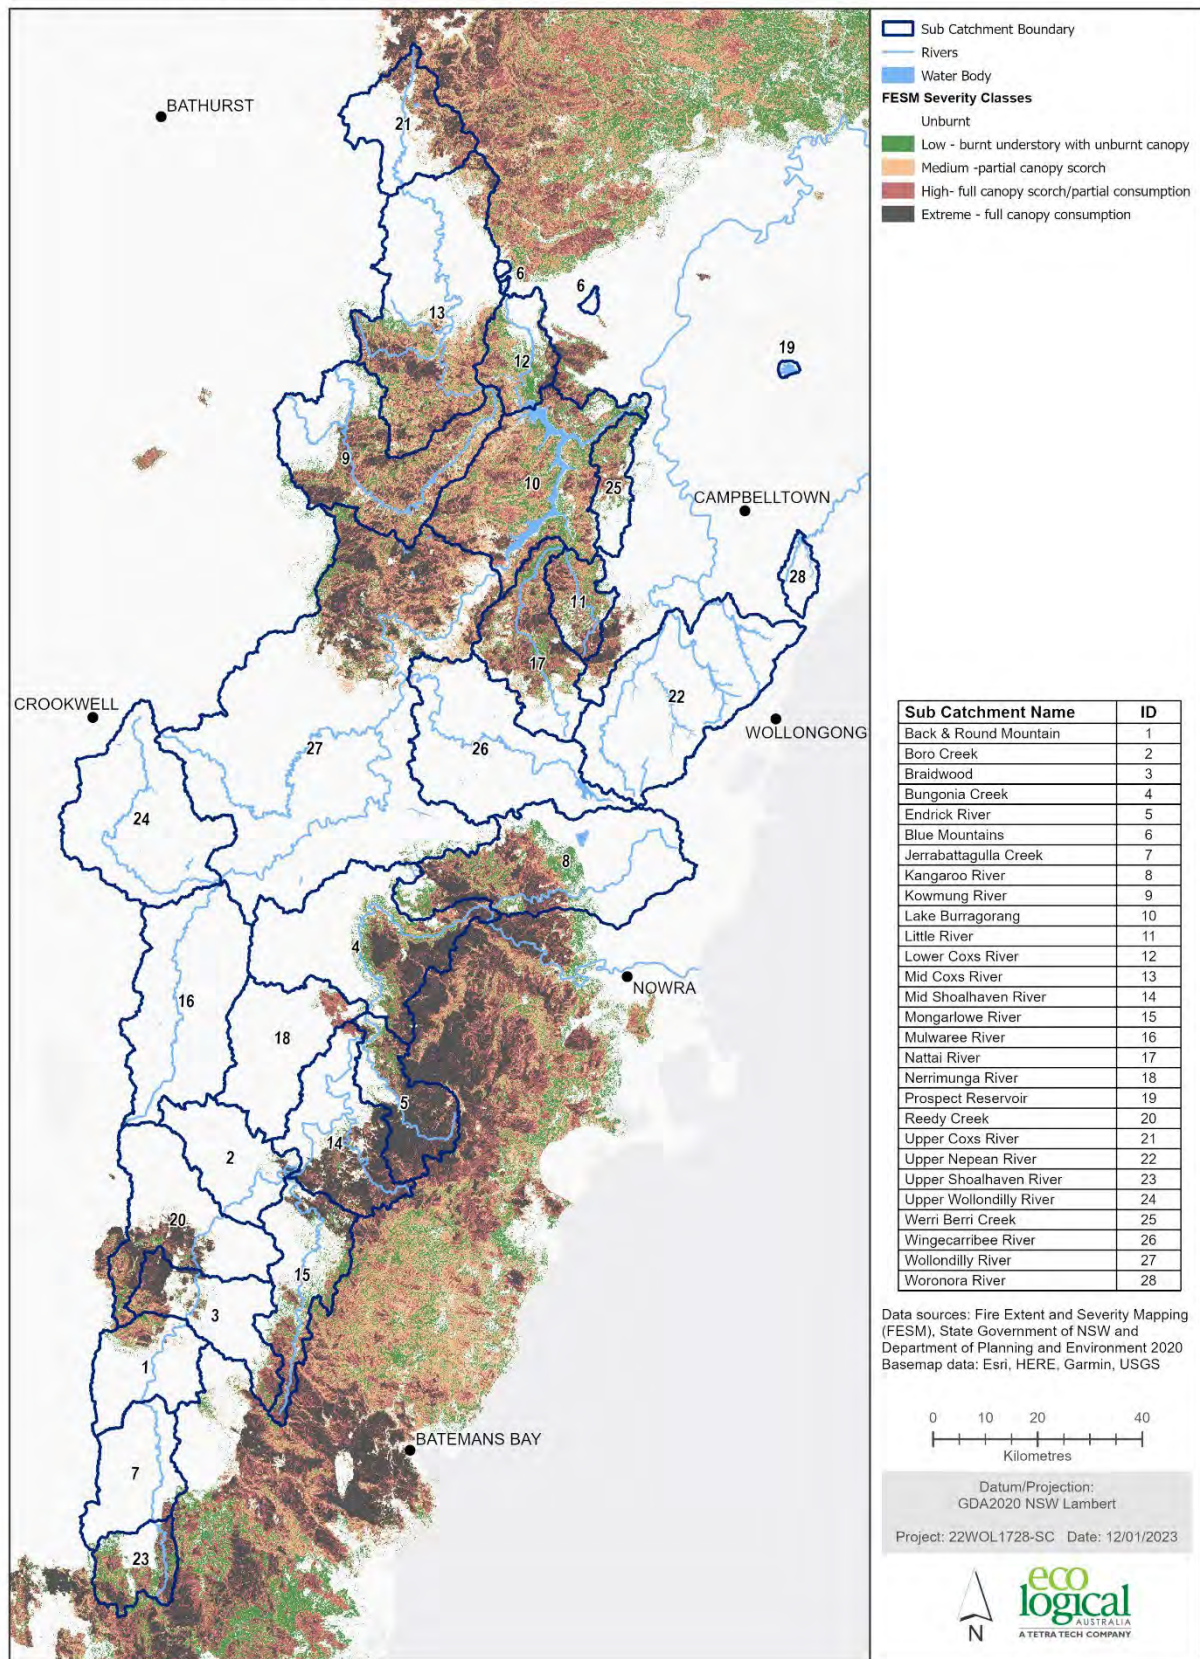 Sub Catchment Boundary
Rivers
Water Body
FESM Severity Classes
Unburnt
Low - burnt understory with unburnt canopy
Medium -partial canopy scorch
High- full canopy scorch/partial consumption
Extreme - full canopy consumption
BATHURST
21
6
6
13
12
19
9
10
25
CAMPBELLTOWN
28
11
17
22
CROOKWELL
WOLLONGONG
27
26
24
8
4
NOWRA
16
18
5
14
2
20
15
3
1
BATEMANS BAY
7
23
Sub Catchment Name ID
Back & Round Mountain 1
Boro Creek 2
Braidwood 3
Bungonia Creek 4
Endrick River 5
Blue Mountains 6
Jerrabattagulla Creek 7
Kangaroo River 8
Kowmung River 9
Lake Burragorang 10
Little River 11
Lower Coxs River 12
Mid Coxs River 13
Mid Shoalhaven River 14
Mongarlowe River 15
Mulwaree River 16
Nattai River 17
Nerrimunga River 18
Prospect Reservoir 19
Reedy Creek 20
Upper Coxs River 21
Upper Nepean River 22
Upper Shoalhaven River 23
Upper Wollondilly River 24
Werri Berri Creek 25
Wingecarribee River 26
Wollondilly River 27
Woronora River 28
Data sources: Fire Extent and Severity Mapping
(FESM), State Government of NSW and
Department of Planning and Environment 2020
Basemap data: Esri, HERE, Garmin, USGS
0 10 20 40
Kilometres
Datum/Projection:
GDA2020 NSW Lambert
Project: 22WOL1728-SC Date: 12/01/2023
N
eco
logical
AUSTRALIA
A TETRA TECH COMPANY